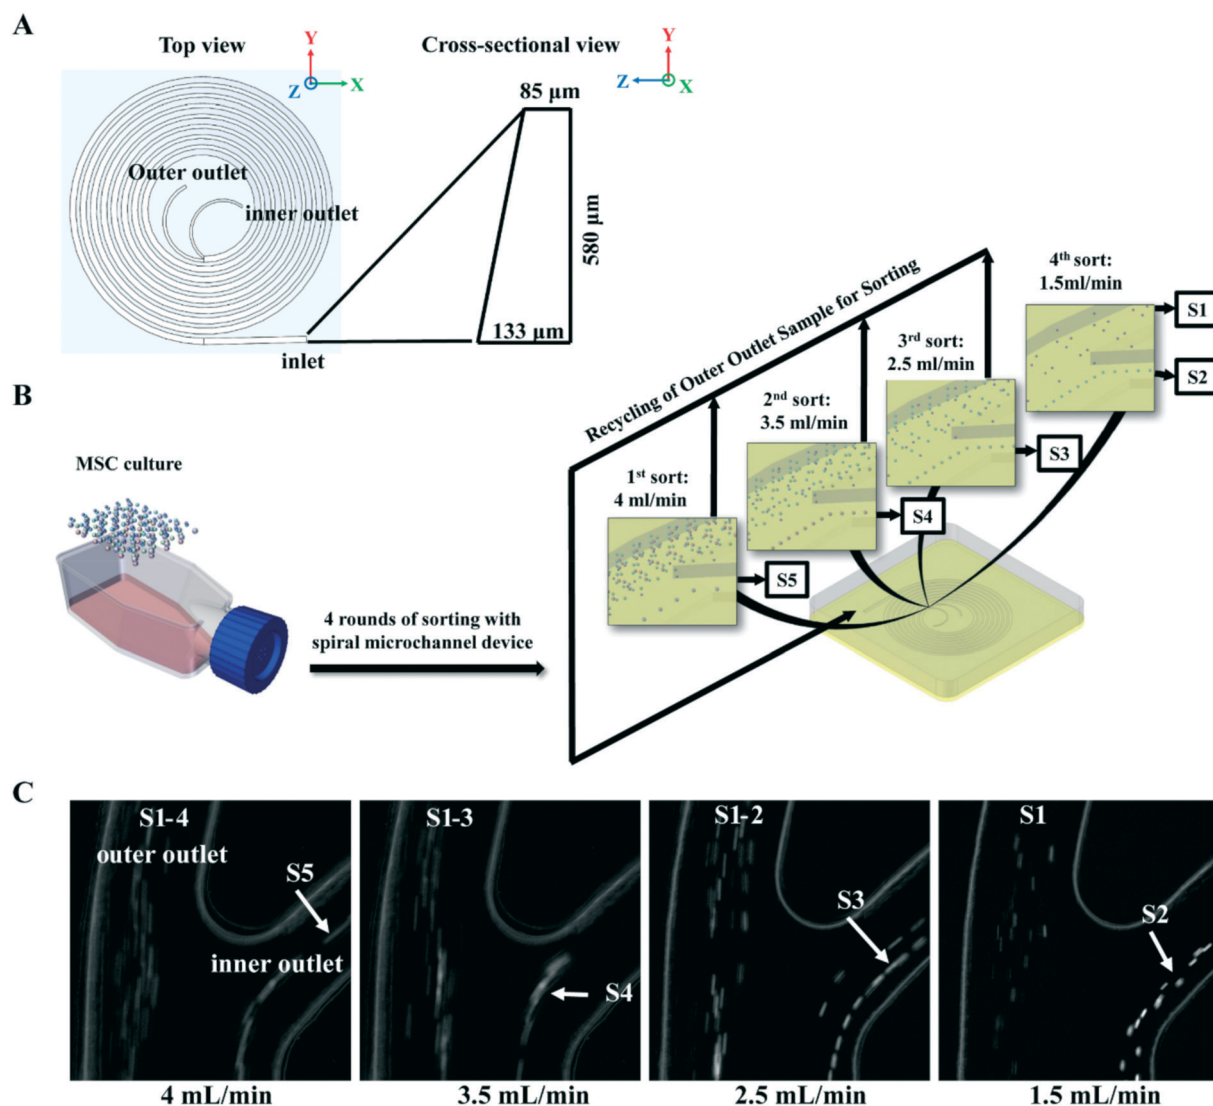 A
Top view
Y
Z
X
Outer outlet
inner outlet
inlet
Cross-sectional view
Y
Z
X
85 μm
580 μm
133 μm
B
MSC culture
4 rounds of sorting with
spiral microchannel device
Recycling of Outer Outlet Sample for Sorting
1st sort:
4 ml/min
S5
2nd sort:
3.5 ml/min
S4
3rd sort:
2.5 ml/min
S3
4th sort:
1.5ml/min
S1
S2
C
S1-4
outer outlet
S5
inner outlet
4 mL/min
S1-3
S4
3.5 mL/min
S1-2
S3
2.5 mL/min
S1
S2
1.5 mL/min